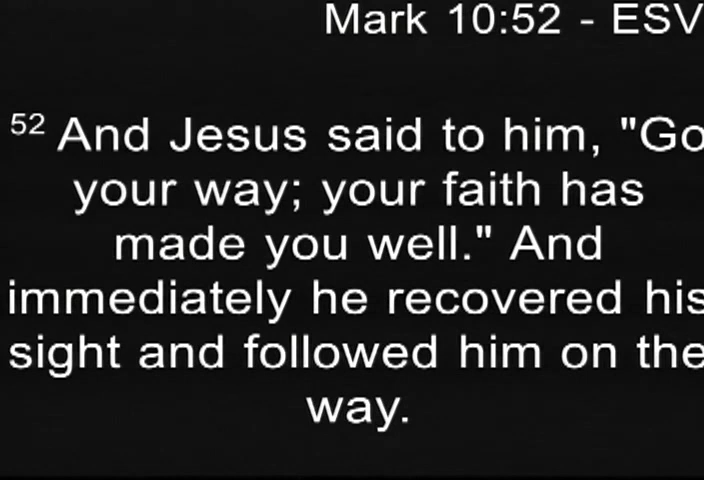 Mark 10:52 - ESV
52 And Jesus said to him, "Go
your way; your faith has
made you well." And
immediately he recovered his
sight and followed him on the
way.